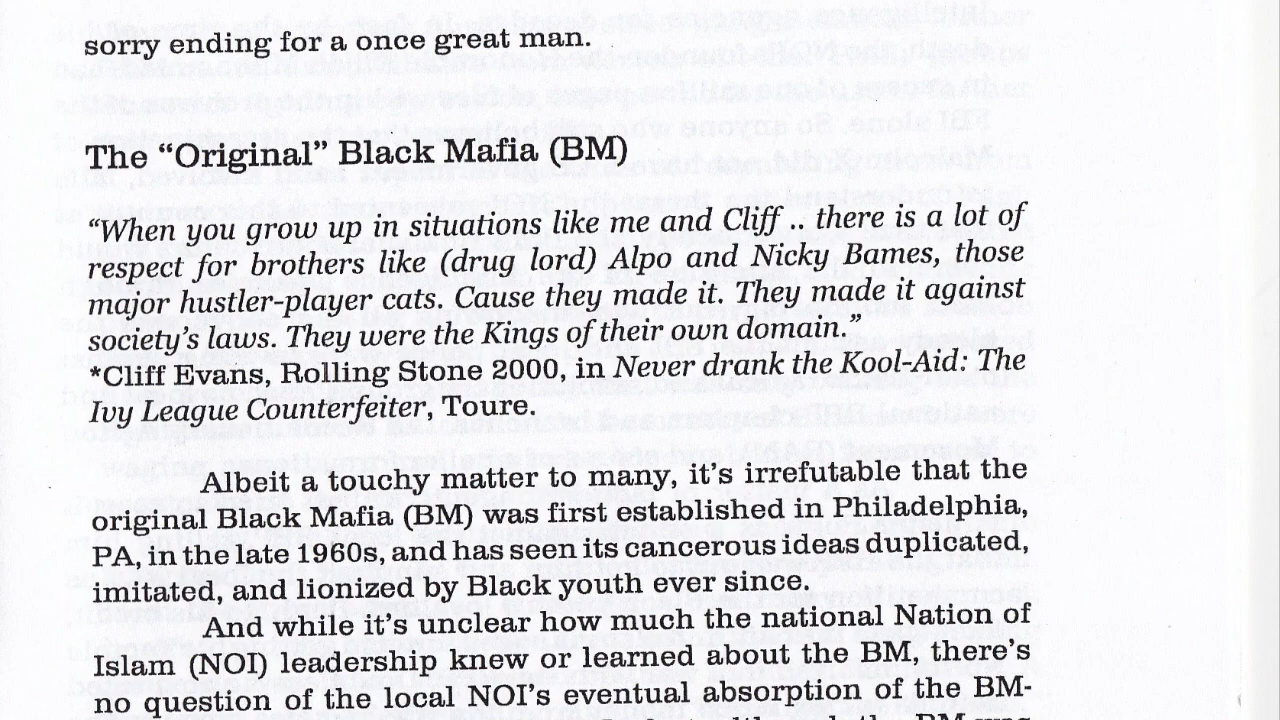 sorry ending for a once great man.
The “Original” Black Mafia (BM)
“When you grow up in situations like me and Cliff .. there is a lot of
respect for brothers like (drug lord) Alpo and Nicky Bames, those
major hustler-player cats. Cause they made it. They made it against
society’s laws. They were the Kings of their own domain.”
*Cliff Evans, Rolling Stone 2000, in Never drank the Kool-Aid: The
Ivy League Counterfeiter, Toure.
Albeit a touchy matter to many, it’s irrefutable that the
original Black Mafia (BM) was first established in Philadelphia,
PA, in the late 1960s, and has seen its cancerous ideas duplicated,
imitated, and lionized by Black youth ever since.
And while it’s unclear how much the national Nation of
Islam (NOI) leadership knew or learned about the BM, there’s
no question of the local NOI’s eventual absorption of the BM-